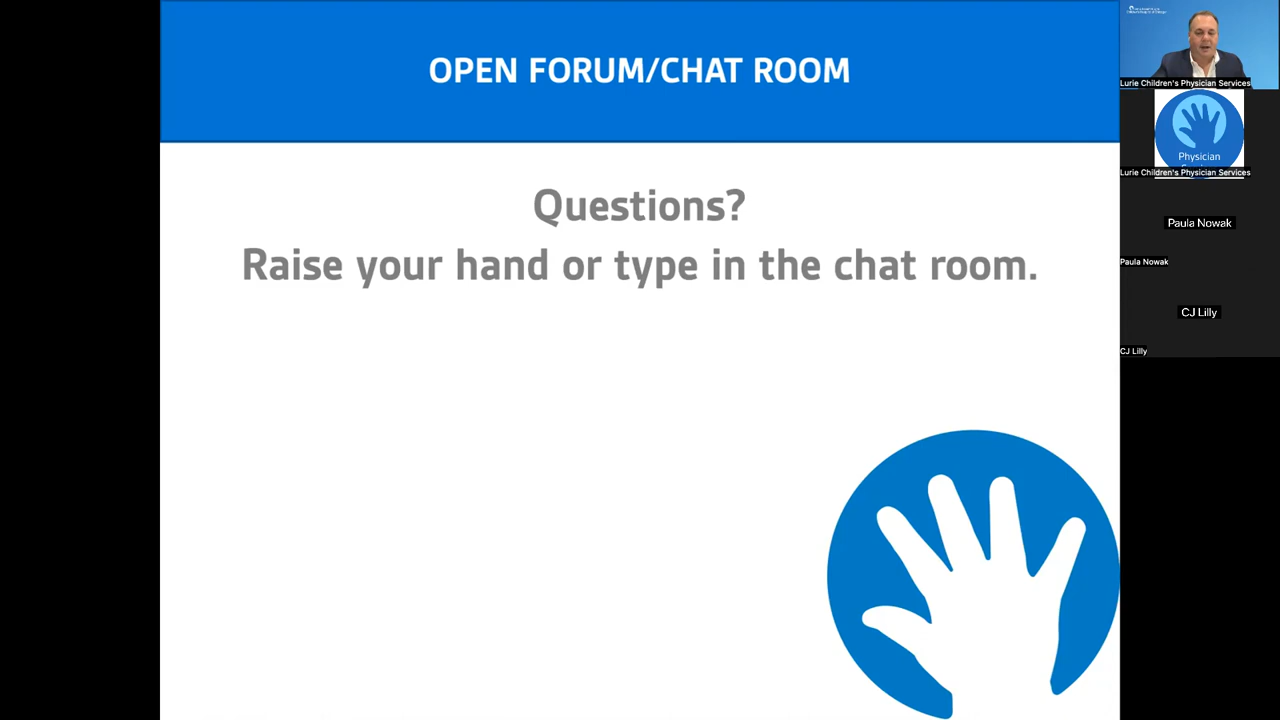 OPEN FORUM/CHAT ROOM
Questions?
Raise your hand or type in the chat room.
Lurie Children's Physician Services
Physician
Lurie Children's Physician Services
Paula Nowak
Paula Nowak
CJ Lilly
CJ Lilly